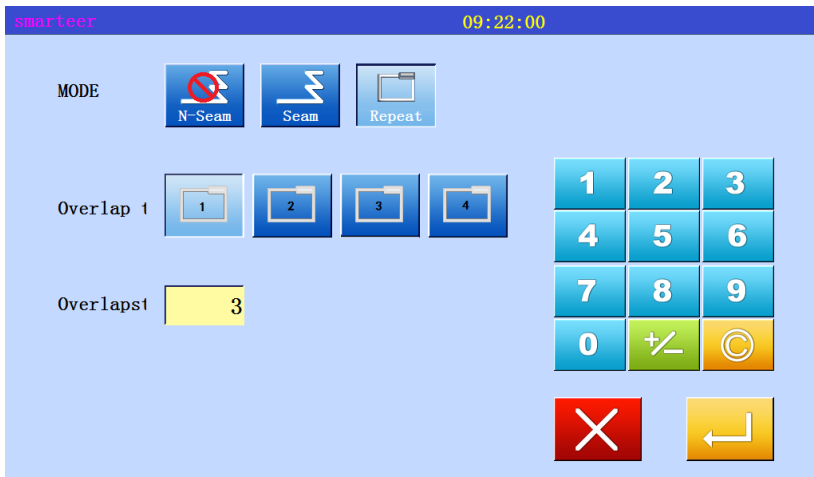 smarteer 09:22:00
MODE
N-Seam Seam Repeat
Overlap t 1 2 3 4
Overlapst 3
1 2 3
4 5 6
7 8 9
0 +/- ©